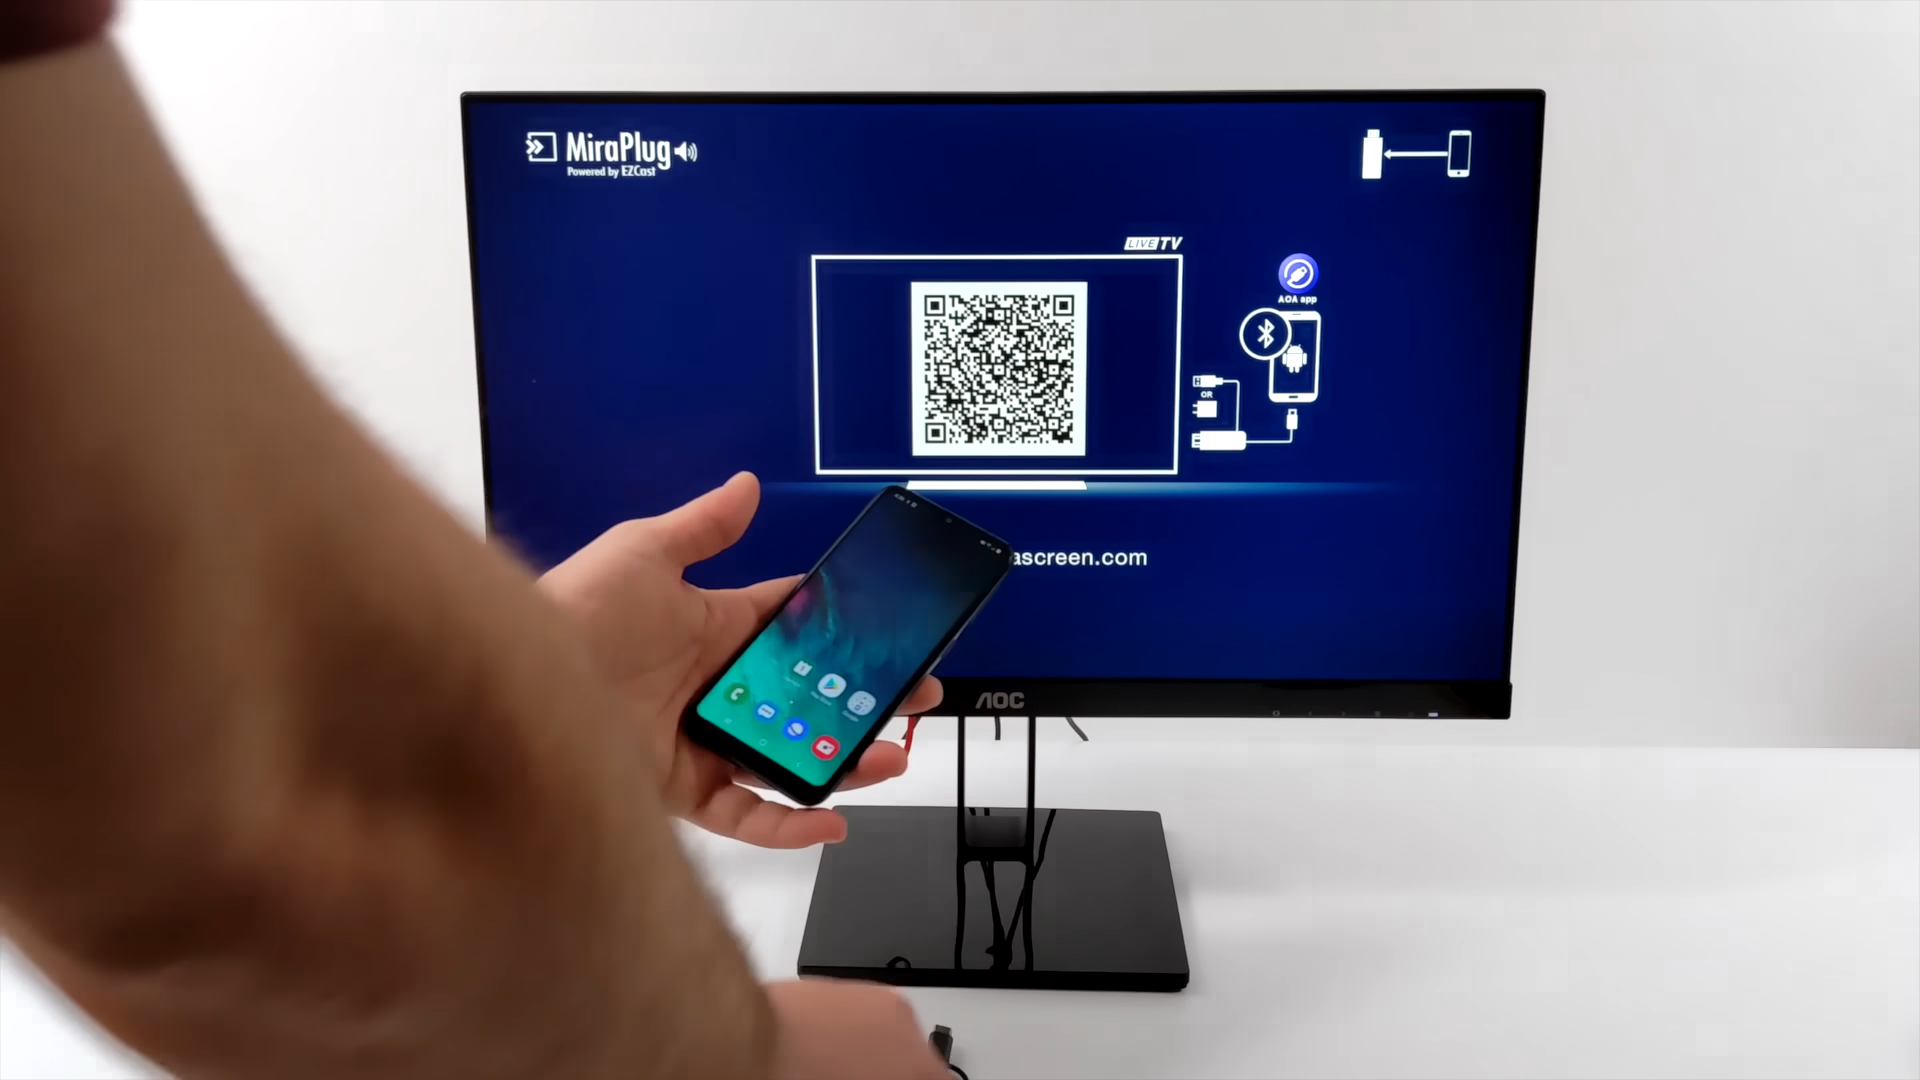 MiraPlug
Powered by EZCast
LIVE TV
AOA app
OR
ascreen.com
AOC